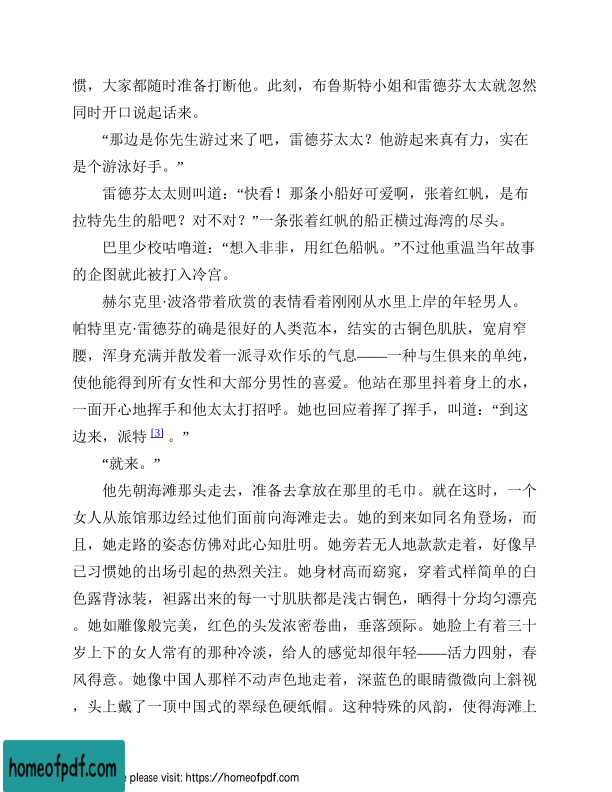 惯，大家都随时准备打断他。此刻，布鲁斯特小姐和雷德芬太太就忽然
同时开口说起话来。
“那边是你先生游过来了吧，雷德芬太太？他游起来真有力，实在
是个游泳好手。”
雷德芬太太则叫道：“快看！那条小船好可爱啊，张着红帆，是布
拉特先生的船吧？对不对？”一条张着红帆的船正横过海湾的尽头。
巴里少校咕噜道：“想入非非，用红色船帆。”不过他重温当年故事
的企图就此被打入冷宫。
赫尔克里·波洛带着欣赏的表情看着刚刚从水里上岸的年轻男人。
帕特里克·雷德芬的确是很好的人类范本，结实的古铜色肌肤，宽肩窄
腰，浑身充满并散发着一派寻欢作乐的气息——一种与生俱来的单纯，
使他能得到所有女性和大部分男性的喜爱。他站在那里抖着身上的水，
一面开心地挥手和他太太打招呼。她也回应着挥了挥手，叫道：“到这
边来，派特 [3] 。”
“就来。”
他先朝海滩那头走去，准备去拿放在那里的毛巾。就在这时，一个
女人从旅馆那边经过他们面前向海滩走去。她的到来如同名角登场，而
且，她走路的姿态仿佛对此心知肚明。她旁若无人地款款走着，好像早
已习惯她的出场引起的热烈关注。她身材高而窈窕，穿着式样简单的白
色露背泳装，袒露出来的每一寸肌肤都是浅古铜色，晒得十分均匀漂亮
。她如雕像般完美，红色的头发浓密卷曲，垂落颈际。她脸上有着三十
岁上下的女人常有的那种冷淡，给人的感觉却很年轻——活力四射，春
风得意。她像中国人那样不动声色地走着，深蓝色的眼睛微微向上斜视
，头上戴了一顶中国式的翠绿色硬纸帽。这种特殊的风韵，使得海滩上
homeofpdf.com
e please visit: https://homeofpdf.com